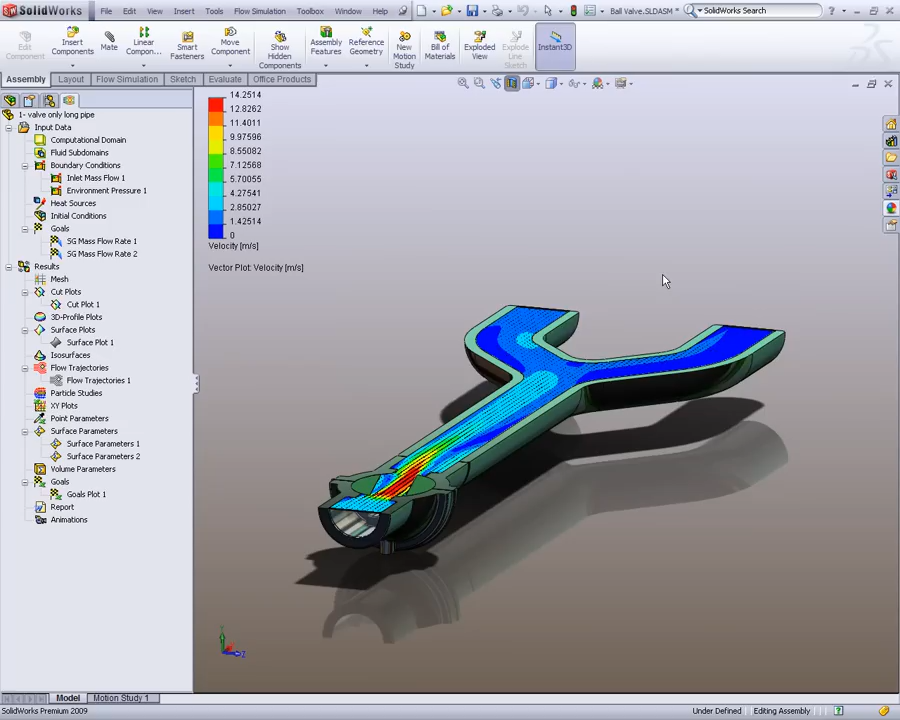 SolidWorks File Edit View Insert Tools Flow Simulation Toolbox Window Help Ball Valve.SLDASM * SolidWorks Search
Edit Component
Insert Components
Mate
Linear Compon...
Smart Fasteners
Move Component
Show Hidden Components
Assembly Features
Reference Geometry
New Motion Study
Bill of Materials
Exploded View
Explode Line Sketch
Instant3D
Assembly Layout Flow Simulation Sketch Evaluate Office Products
1- valve only long pipe
Input Data
Computational Domain
Fluid Subdomains
Boundary Conditions
Inlet Mass Flow 1
Environment Pressure 1
Heat Sources
Initial Conditions
Goals
SG Mass Flow Rate 1
SG Mass Flow Rate 2
Results
Mesh
Cut Plots
Cut Plot 1
3D-Profile Plots
Surface Plots
Surface Plot 1
Isosurfaces
Flow Trajectories
Flow Trajectories 1
Particle Studies
XY Plots
Point Parameters
Surface Parameters
Surface Parameters 1
Surface Parameters 2
Volume Parameters
Goals
Goals Plot 1
Report
Animations
14.2514
12.8262
11.4011
9.97596
8.55082
7.12568
5.70055
4.27541
2.85027
1.42514
0
Velocity [m/s]
Vector Plot: Velocity [m/s]
Y
Z
Model Motion Study 1
SolidWorks Premium 2009 Under Defined Editing Assembly